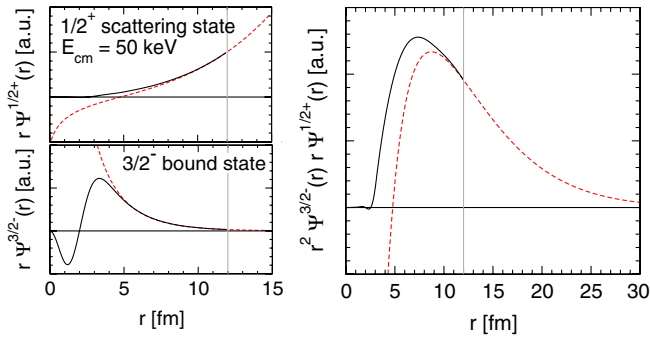 1/2⁺ scattering state
E_cm = 50 keV
r Ψ^1/2+(r) [a.u.]
3/2⁻ bound state
r Ψ^3/2-(r) [a.u.]
0 5 10 15
r [fm]
r² Ψ^3/2-(r) r Ψ^1/2+(r) [a.u.]
0 5 10 15 20 25 30
r [fm]